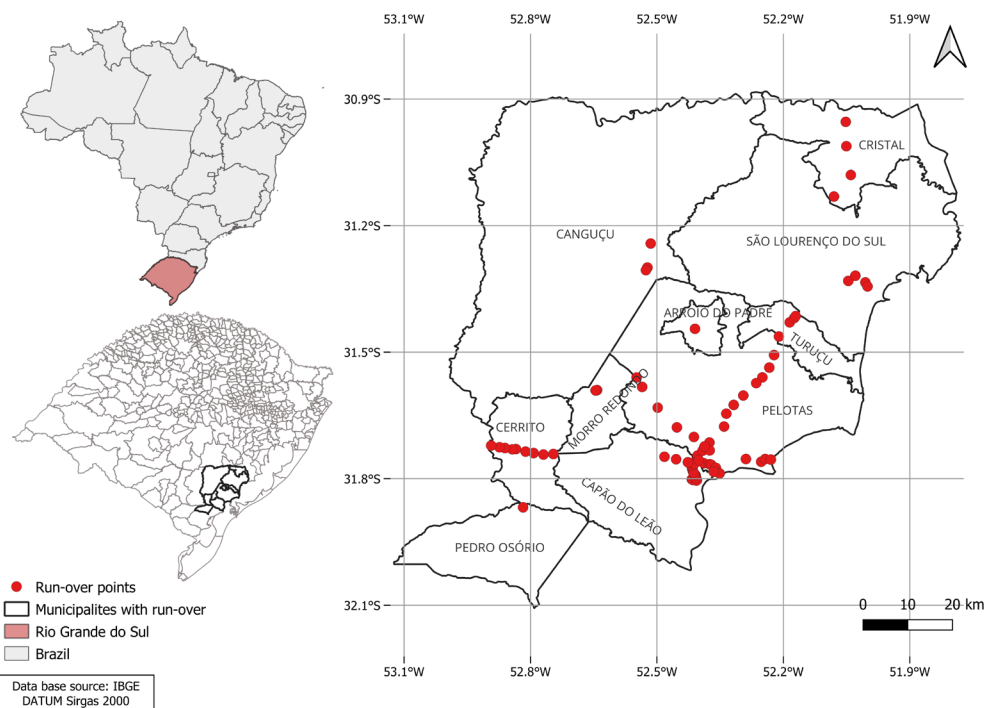 53.1°W 52.8°W 52.5°W 52.2°W 51.9°W
30.9°S
CRISTAL
31.2°S
CANGUÇU
SÃO LOURENÇO DO SUL
ARROIO DO PADRE
TURUÇU
31.5°S
MORRO REDONDO
PELOTAS
CERRITO
31.8°S
CAPÃO DO LEÃO
PEDRO OSÓRIO
32.1°S
0 10 20 km
53.1°W 52.8°W 52.5°W 52.2°W 51.9°W
Run-over points
Municipalites with run-over
Rio Grande do Sul
Brazil
Data base source: IBGE
DATUM Sirgas 2000